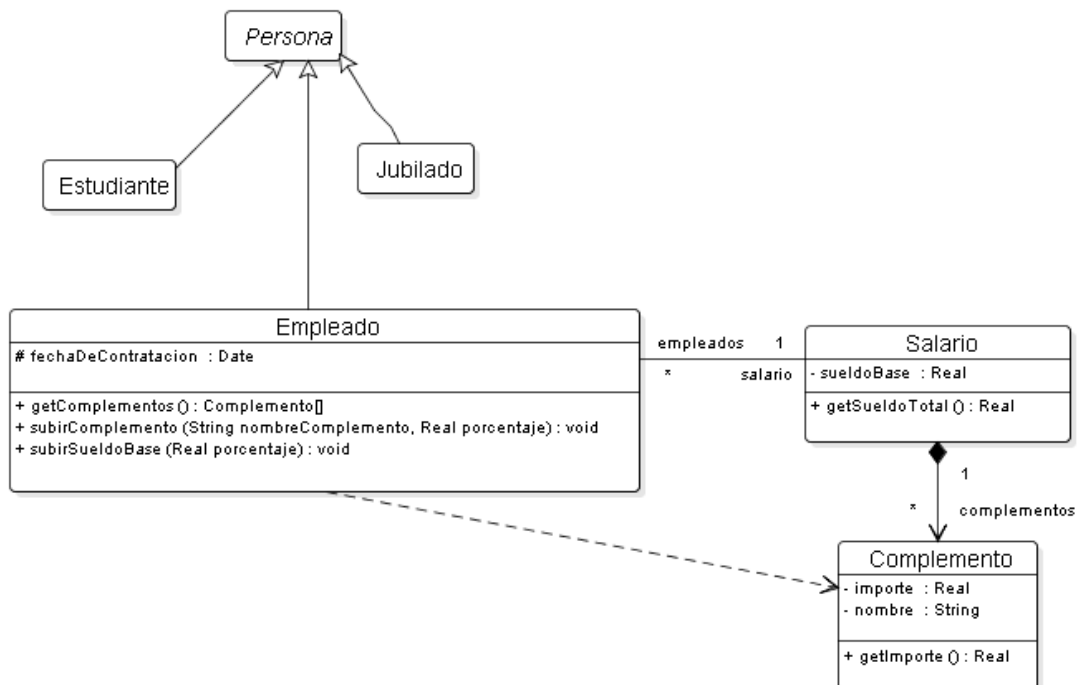 Persona
Estudiante
Jubilado
Empleado
# fechaDeContratacion : Date
+ getComplementos () : Complemento[]
+ subirComplemento (String nombreComplemento, Real porcentaje) : void
+ subirSueldoBase (Real porcentaje) : void
empleados 1
* salario
Salario
- sueldoBase : Real
+ getSueldoTotal () : Real
1
* complementos
Complemento
- importe : Real
- nombre : String
+ getImporte () : Real